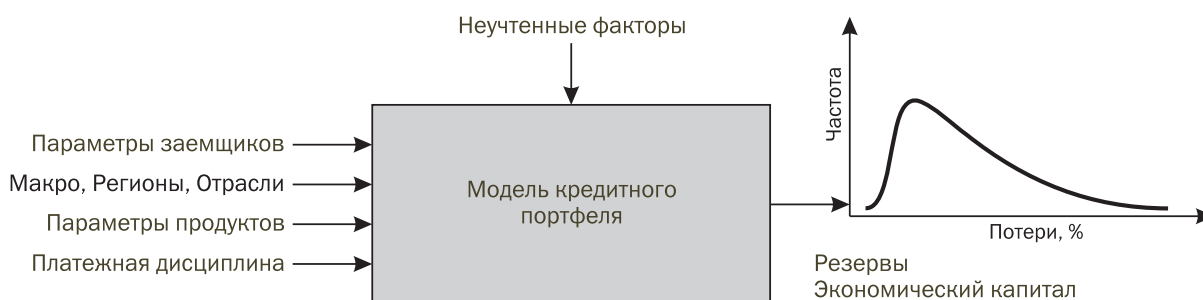 Неучтенные факторы
Параметры заемщиков
Макро, Регионы, Отрасли
Параметры продуктов
Платежная дисциплина
Модель кредитного
портфеля
Частота
Потери, %
Резервы
Экономический капитал